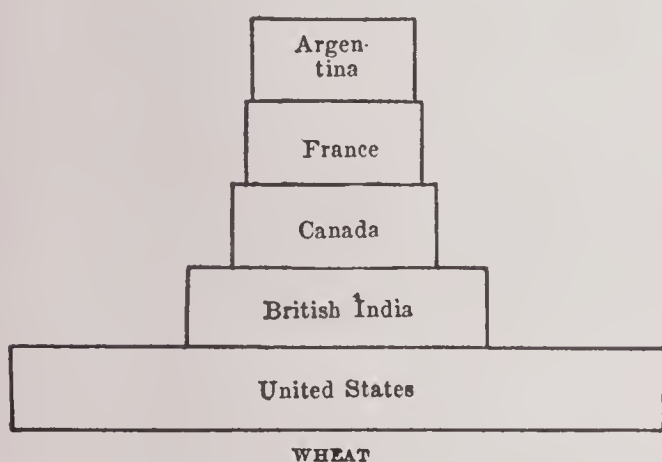 Argen-
tina
France
Canada
British India
United States
WHEAT